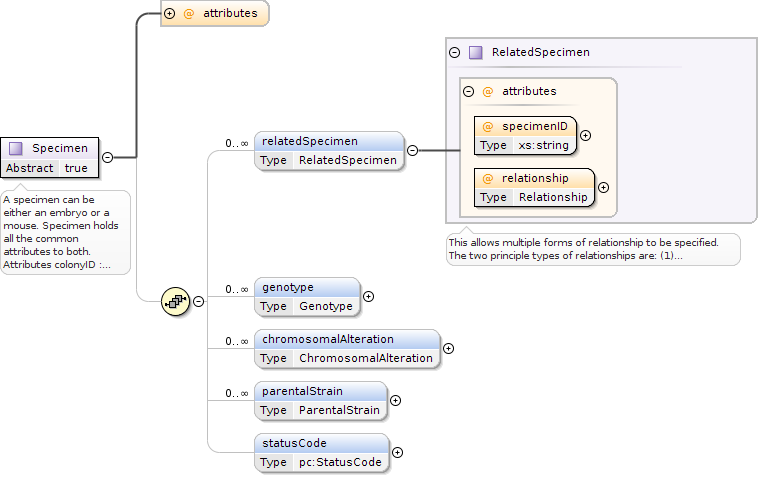 @ attributes
Specimen
Abstract true
A specimen can be
either an embryo or a
mouse. Specimen holds
all the common
attributes to both.
Attributes colonyID :...
RelatedSpecimen
@ attributes
@ specimenID
Type xs:string
@ relationship
Type Relationship
This allows multiple forms of relationship to be specified.
The two principle types of relationships are: (1)...
0..∞
relatedSpecimen
Type RelatedSpecimen
0..∞
genotype
Type Genotype
0..∞
chromosomalAlteration
Type ChromosomalAlteration
0..∞
parentalStrain
Type ParentalStrain
statusCode
Type pc:StatusCode